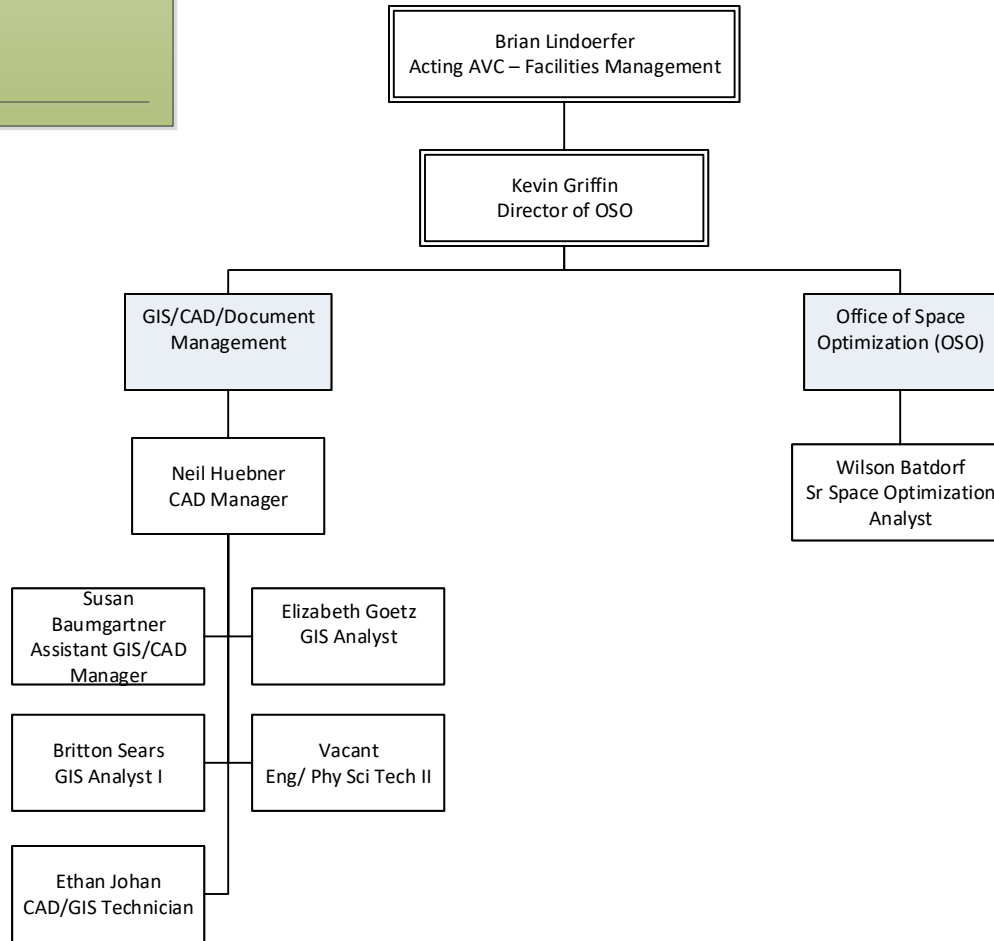 Brian Lindoerfer
Acting AVC – Facilities Management
Kevin Griffin
Director of OSO
GIS/CAD/Document
Management
Office of Space
Optimization (OSO)
Neil Huebner
CAD Manager
Wilson Batdorf
Sr Space Optimization
Analyst
Susan
Baumgartner
Assistant GIS/CAD
Manager
Elizabeth Goetz
GIS Analyst
Britton Sears
GIS Analyst I
Vacant
Eng/ Phy Sci Tech II
Ethan Johan
CAD/GIS Technician